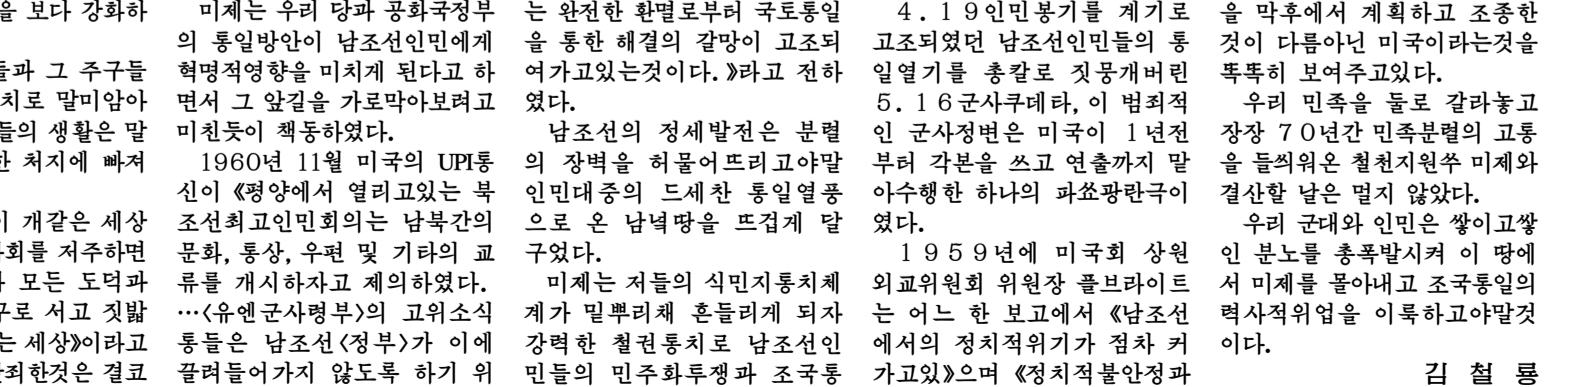 을 보다 강화하
들과 그 주구들
치로 말미암아
들의 생활은 말
한 처지에 빠져
개같은 세상
회를 저주하면
모든 도덕과
구로 서고 짓밟
는 세상》이라고
죄한것은 결코
미제는 우리 당과 공화국정부
의 통일방안이 남조선인민에게
혁명적영향을 미치게 된다고 하
면서 그 앞길을 가로막아보려고
미친듯이 책동하였다.
1960년 11월 미국의 UPI통
신이 《평양에서 열리고있는 북
조선최고인민회의는 남북간의
문화, 통상, 우편 및 기타의 교
류를 개시하자고 제의하였다.
…〈유엔군사령부〉의 고위소식
통들은 남조선〈정부〉가 이에
끌려들어가지 않도록 하기 위
는 완전한 환멸로부터 국토통일
을 통한 해결의 갈망이 고조되
여가고있는것이다.》라고 전하
였다.
남조선의 정세발전은 분렬
의 장벽을 허물어뜨리고야말
인민대중의 드세찬 통일열풍
으로 온 남녘땅을 뜨겁게 달
구었다.
미제는 저들의 식민지통치체
계가 밑뿌리채 흔들리게 되자
강력한 철권통치로 남조선인
민들의 민주화투쟁과 조국통
4.19인민봉기를 계기로
고조되였던 남조선인민들의 통
일열기를 총칼로 짓뭉개버린
5.16군사쿠데타, 이 범죄적
인 군사정변은 미국이 1년전
부터 각본을 쓰고 연출까지 맡
아수행한 하나의 파쑈광란극이
였다.
1959년에 미국회 상원
외교위원회 위원장 플브라이트
는 어느 한 보고에서 《남조선
에서의 정치적위기가 점차 커
가고있》으며 《정치적불안정과
을 막후에서 계획하고 조종한
것이 다름아닌 미국이라는것을
똑똑히 보여주고있다.
우리 민족을 둘로 갈라놓고
장장 70년간 민족분렬의 고통
을 들씌워온 철천지원쑤 미제와
결산할 날은 멀지 않았다.
우리 군대와 인민은 쌓이고쌓
인 분노를 총폭발시켜 이 땅에
서 미제를 몰아내고 조국통일의
력사적위업을 이룩하고야말것
이다.
김 철 룡